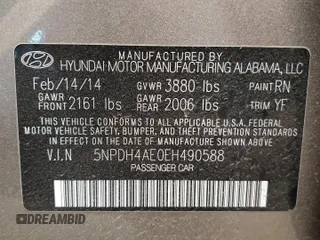 MANUFACTURED BY
HYUNDAI MOTOR MANUFACTURING ALABAMA, LLC
Feb/14/14 GVWR 3880 lbs PAINT RN
GAWR FRONT 2161 lbs GAWR REAR 2006 lbs TRIM YF
THIS VEHICLE CONFORMS TO ALL APPLICABLE U.S.A FEDERAL
MOTOR VEHICLE SAFETY, BUMPER, AND THEFT PREVENTION STANDARDS
IN EFFECT ON THE DATE OF MANUFACTURE SHOWN ABOVE.
V.I.N 5NPDH4AE0EH490588
PASSENGER CAR
DREAMBID